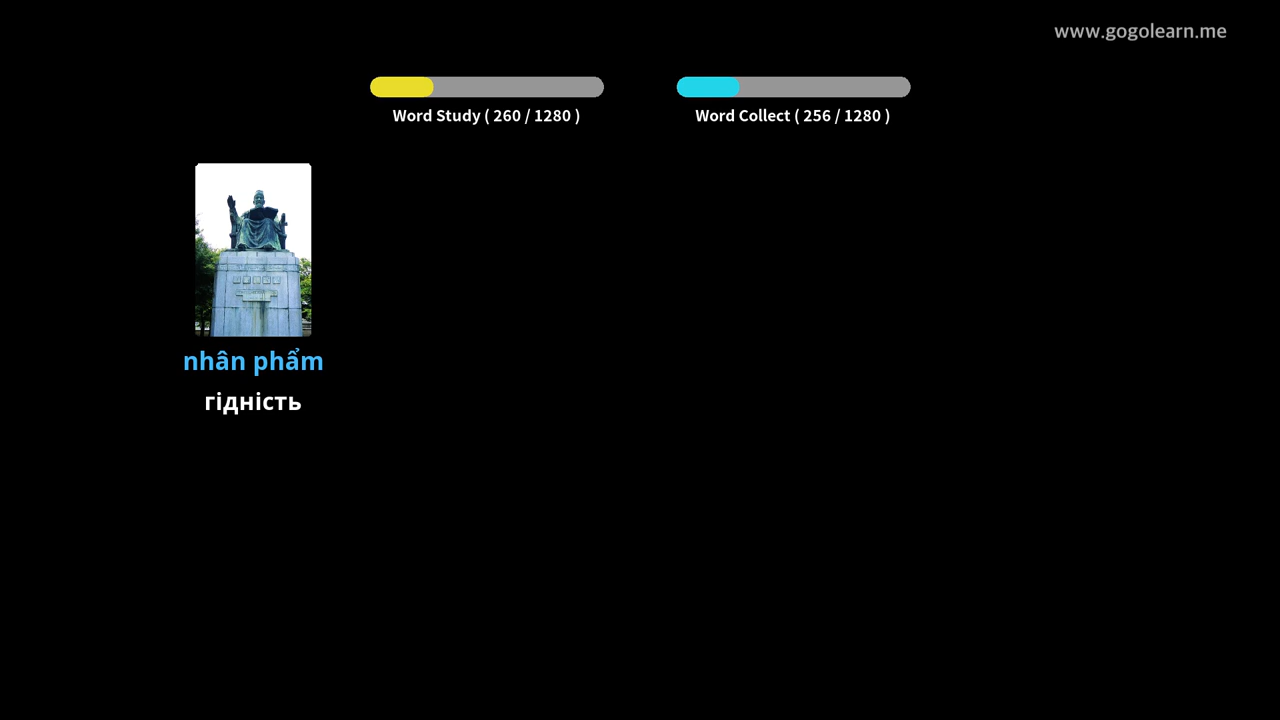 www.gogolearn.me
Word Study ( 260 / 1280 )
Word Collect ( 256 / 1280 )
nhân phẩm
гідність